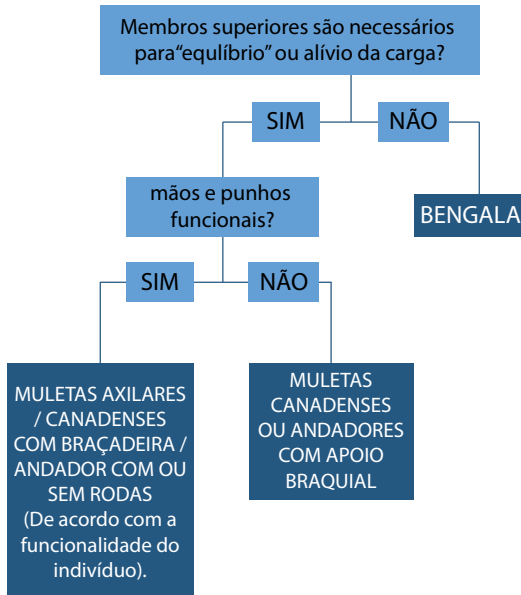 Membros superiores são necessários
para“equlíbrio” ou alívio da carga?
SIM
NÃO
mãos e punhos
funcionais?
BENGALA
SIM
NÃO
MULETAS AXILARES
/ CANADENSES
COM BRAÇADEIRA /
ANDADOR COM OU
SEM RODAS
(De acordo com a
funcionalidade do
indivíduo).
MULETAS
CANADENSES
OU ANDADORES
COM APOIO
BRAQUIAL